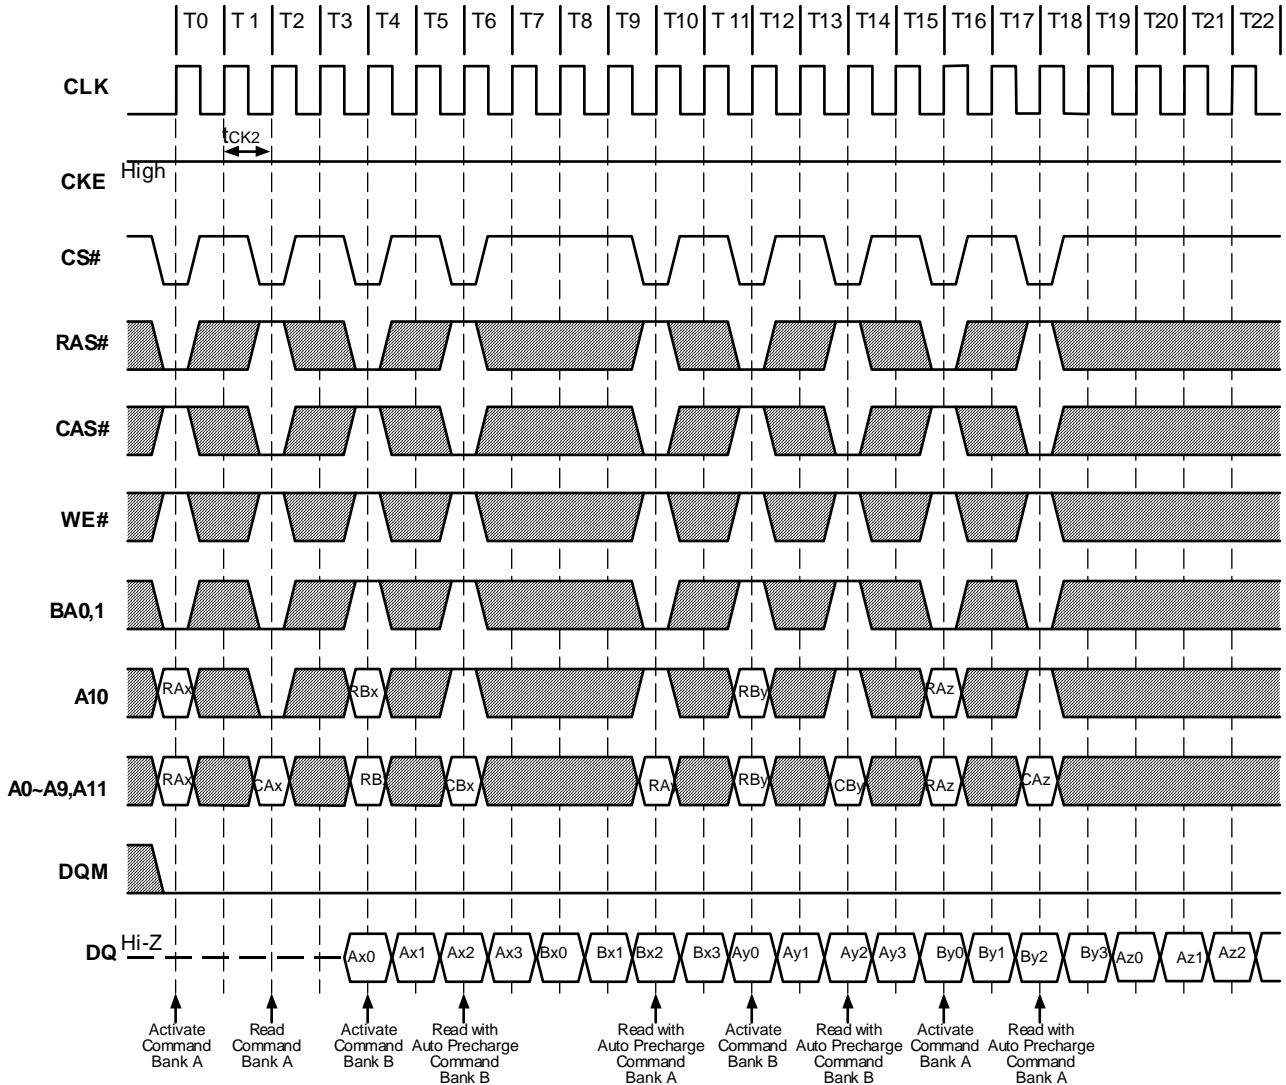 T0 T 1 T2 T3 T4 T5 T6 T7 T8 T9 T10 T 11 T12 T13 T14 T15 T16 T17 T18 T19 T20 T21 T22
CLK
tCK2
High
CKE
CS#
RAS#
CAS#
WE#
BA0,1
A10 RAx RBx RBy RAz
A0~A9,A11 RAx CAx RB CBx RA RBy CBy RAz CAz
DQM
DQ Hi-Z Ax0 Ax1 Ax2 Ax3 Bx0 Bx1 Bx2 Bx3 Ay0 Ay1 Ay2 Ay3 By0 By1 By2 By3 Az0 Az1 Az2
Activate Command Bank A
Read Command Bank A
Activate Command Bank B
Read with Auto Precharge Command Bank B
Read with Auto Precharge Command Bank A
Activate Command Bank B
Read with Auto Precharge Command Bank B
Activate Command Bank A
Read with Auto Precharge Command Bank A